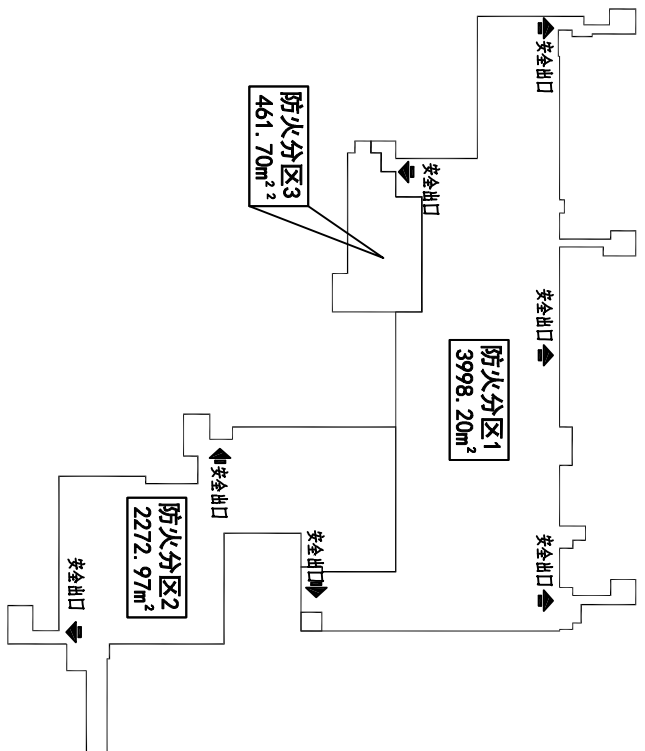 安全出口
安全出口
安全出口
防火分区1
3998.20m²
安全出口
安全出口
防火分区3
461.70m² ²
安全出口
防火分区2
2272.97m²
安全出口